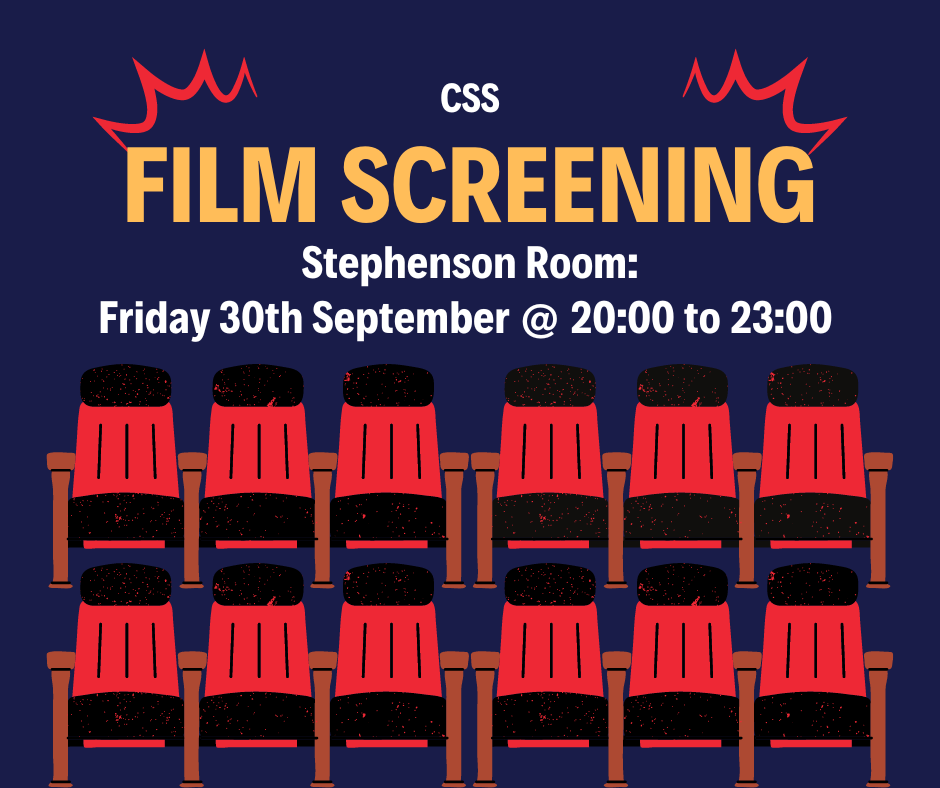 CSS
FILM SCREENING
Stephenson Room:
Friday 30th September @ 20:00 to 23:00